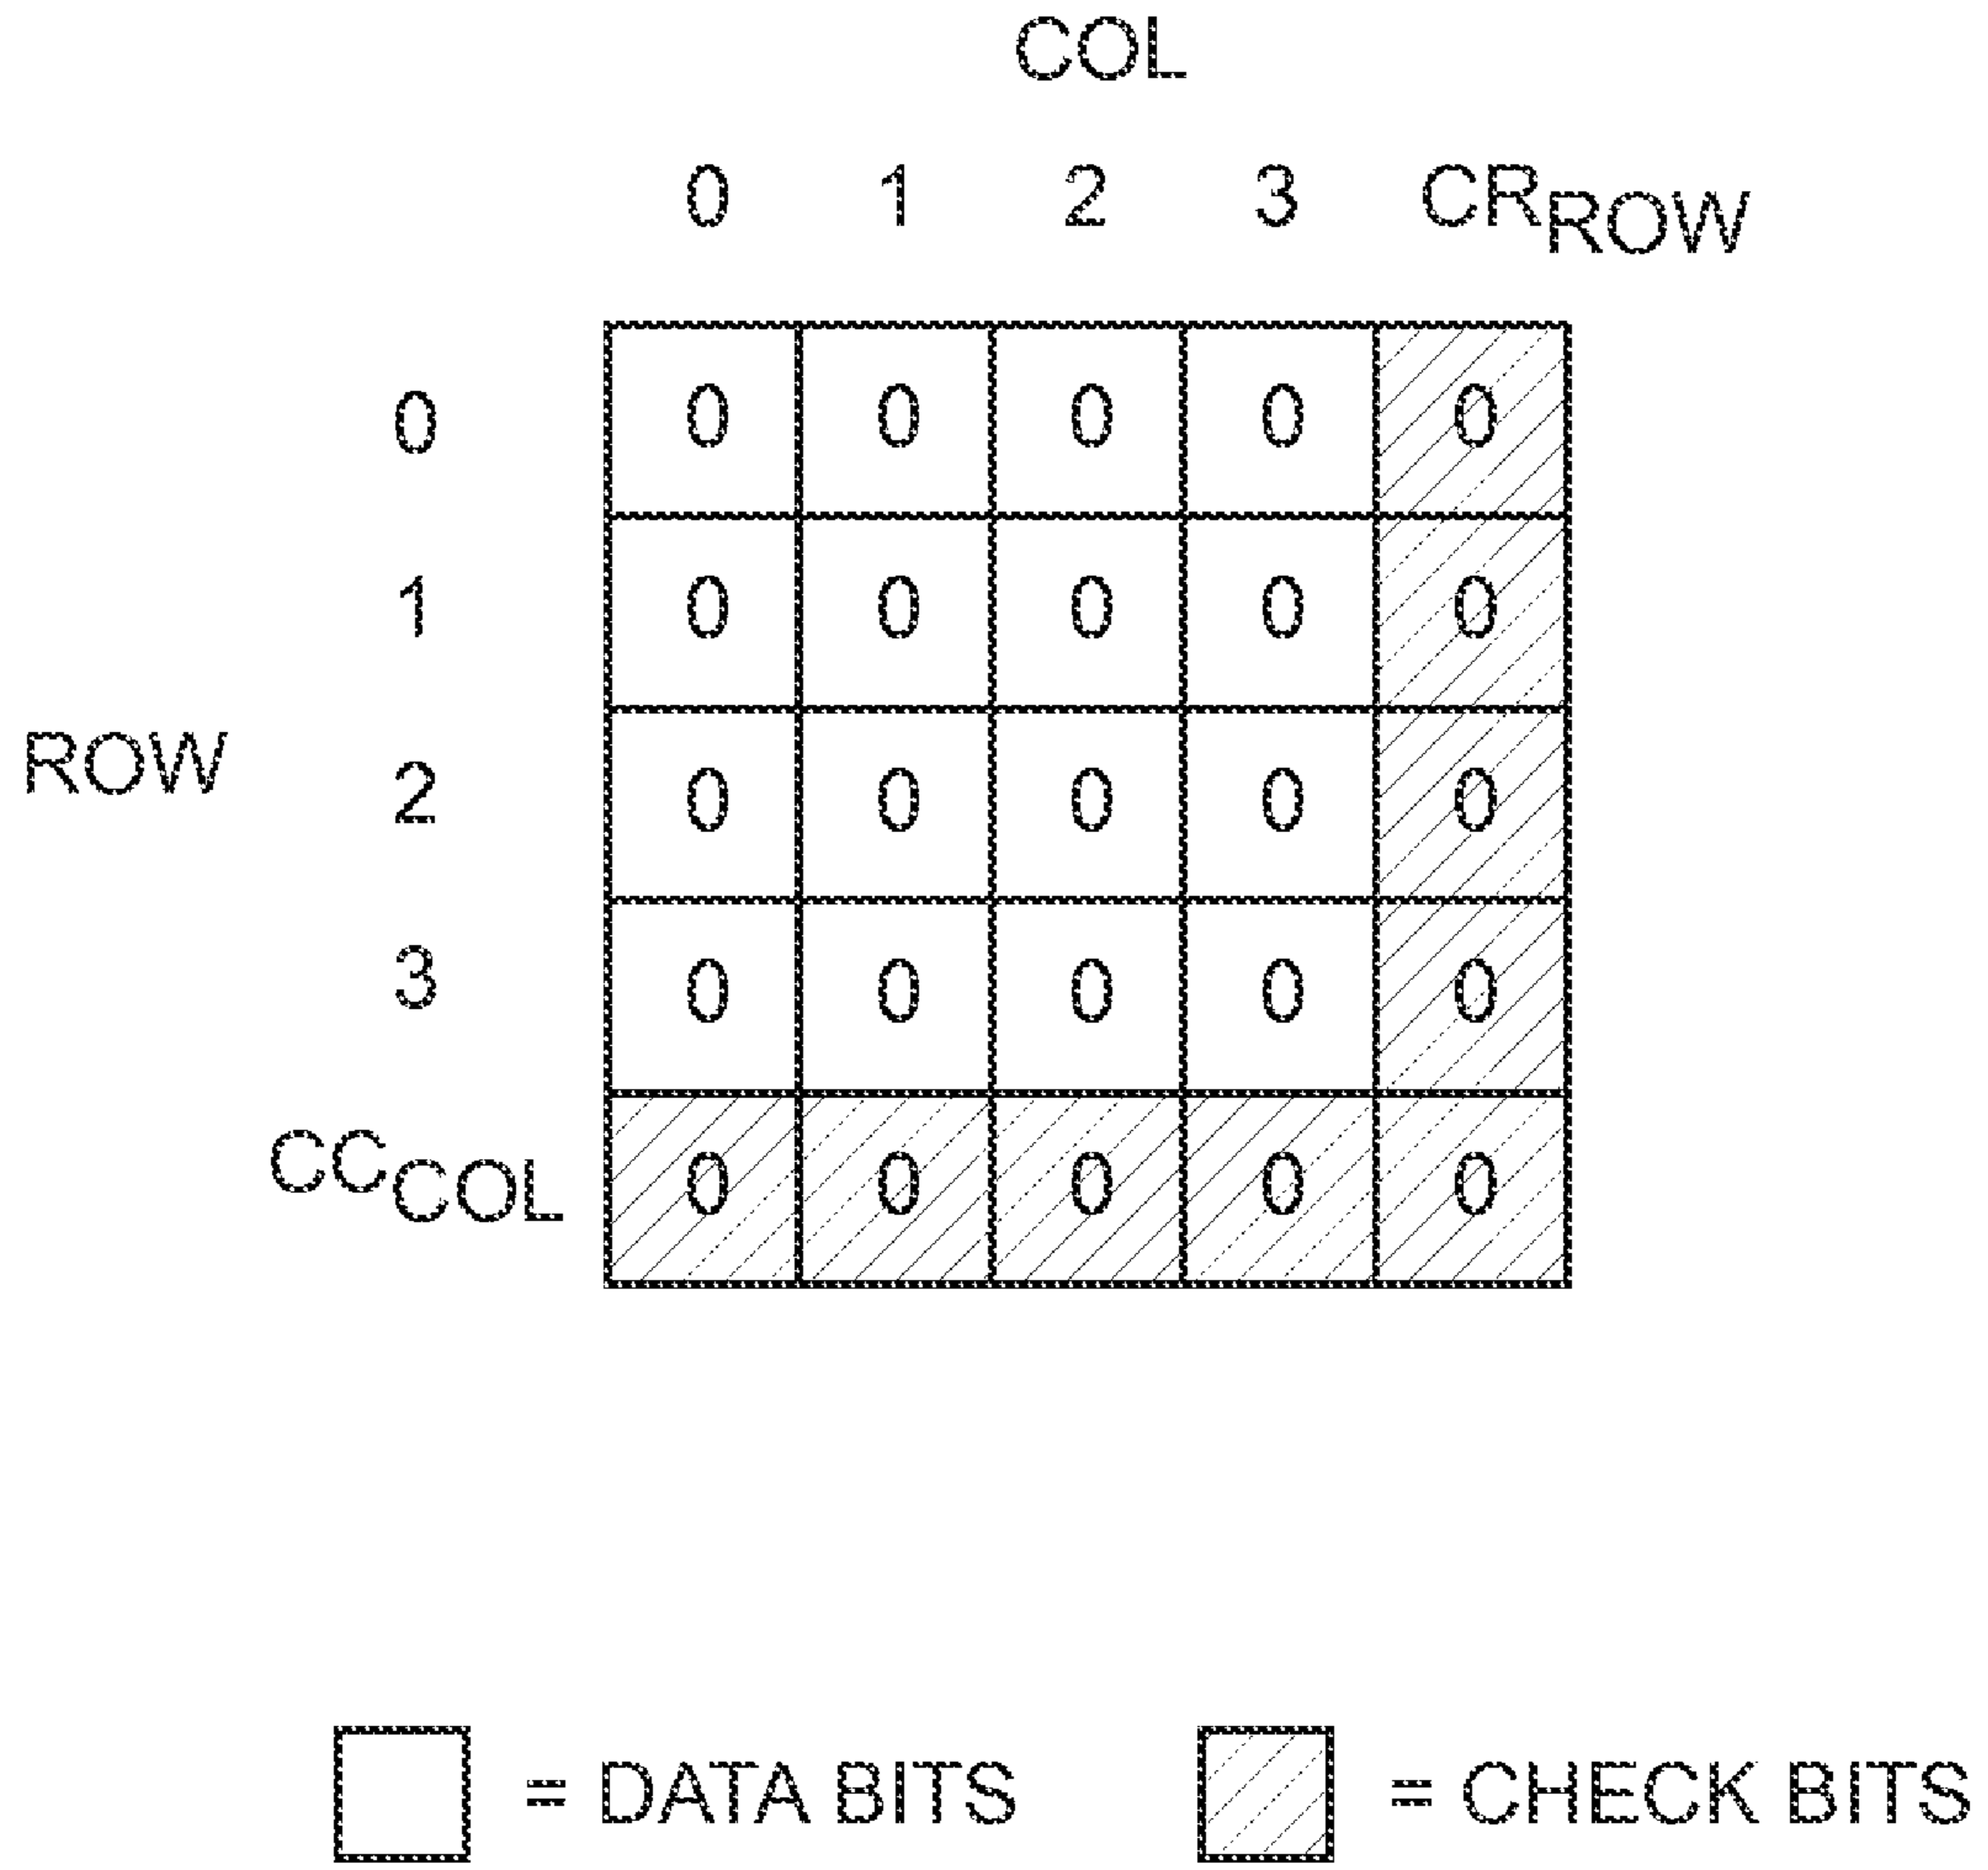 COL
0 1 2 3 CRROW
0 0 0 0 0 0
1 0 0 0 0 0
ROW
2 0 0 0 0 0
3 0 0 0 0 0
CCCOL 0 0 0 0 0
= DATA BITS = CHECK BITS